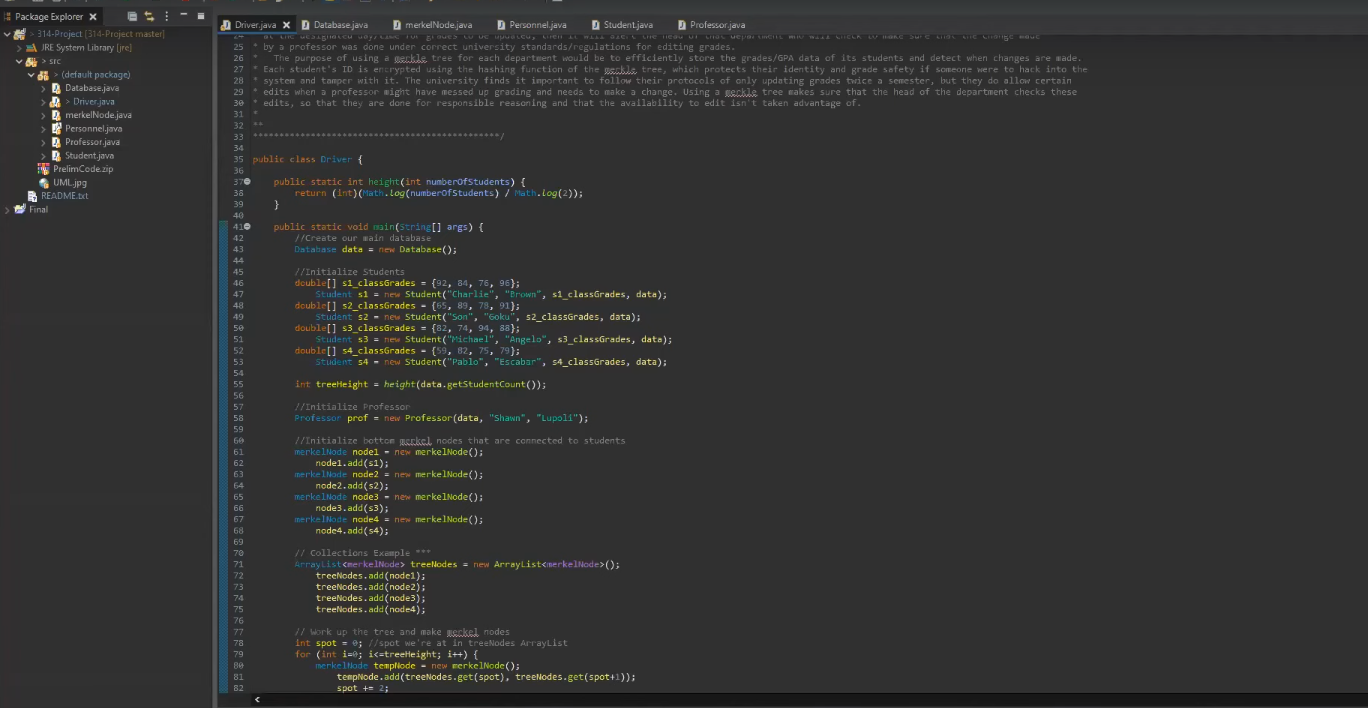 Package Explorer
> 314-Project (314-Project master)
JRE System Library [jre]
> src
> (default package)
Database.java
> Driver.java
merkelNode.java
Personnel.java
Professor.java
Student.java
PrelimCode.zip
UML.jpg
README.txt
Final
Driver.java Database.java merkelNode.java Personnel.java Student.java Professor.java
25 * by a professor was done under correct university standards/regulations for editing grades.
26 * The purpose of using a merkle tree for each department would be to efficiently store the grades/GPA data of its students and detect when changes are made.
27 * Each student's ID is encrypted using the hashing function of the merkle tree, which protects their identity and grade safety if someone were to hack into the
28 * system and tamper with it. The university finds it important to follow their protocols of only updating grades twice a semester, but they do allow certain
29 * edits when a professor might have messed up grading and needs to make a change. Using a merkle tree makes sure that the head of the department checks these
30 * edits, so that they are done for responsible reasoning and that the availability to edit isn't taken advantage of.
31 *
32 **
33 ***********************************************/
34
35 public class Driver {
36
37 public static int height(int numberOfStudents) {
38 return (int)(Math.log(numberOfStudents) / Math.log(2));
39 }
40
41 public static void main(String[] args) {
42 //Create our main database
43 Database data = new Database();
44
45 //Initialize Students
46 double[] s1_classGrades = {92, 84, 76, 96};
47 Student s1 = new Student("Charlie", "Brown", s1_classGrades, data);
48 double[] s2_classGrades = {65, 89, 78, 91};
49 Student s2 = new Student("Son", "Goku", s2_classGrades, data);
50 double[] s3_classGrades = {82, 74, 94, 88};
51 Student s3 = new Student("Michael", "Angelo", s3_classGrades, data);
52 double[] s4_classGrades = {59, 82, 75, 79};
53 Student s4 = new Student("Pablo", "Escabar", s4_classGrades, data);
54
55 int treeHeight = height(data.getStudentCount());
56
57 //Initialize Professor
58 Professor prof = new Professor(data, "Shawn", "Lupoli");
59
60 //Initialize bottom merkel nodes that are connected to students
61 merkelNode node1 = new merkelNode();
62 node1.add(s1);
63 merkelNode node2 = new merkelNode();
64 node2.add(s2);
65 merkelNode node3 = new merkelNode();
66 node3.add(s3);
67 merkelNode node4 = new merkelNode();
68 node4.add(s4);
69
70 // Collections Example ***
71 ArrayList<merkelNode> treeNodes = new ArrayList<merkelNode>();
72 treeNodes.add(node1);
73 treeNodes.add(node2);
74 treeNodes.add(node3);
75 treeNodes.add(node4);
76
77 // Work up the tree and make merkel nodes
78 int spot = 0; //spot we're at in treeNodes ArrayList
79 for (int i=0; i<=treeHeight; i++) {
80 merkelNode tempNode = new merkelNode();
81 tempNode.add(treeNodes.get(spot), treeNodes.get(spot+1));
82 spot += 2;